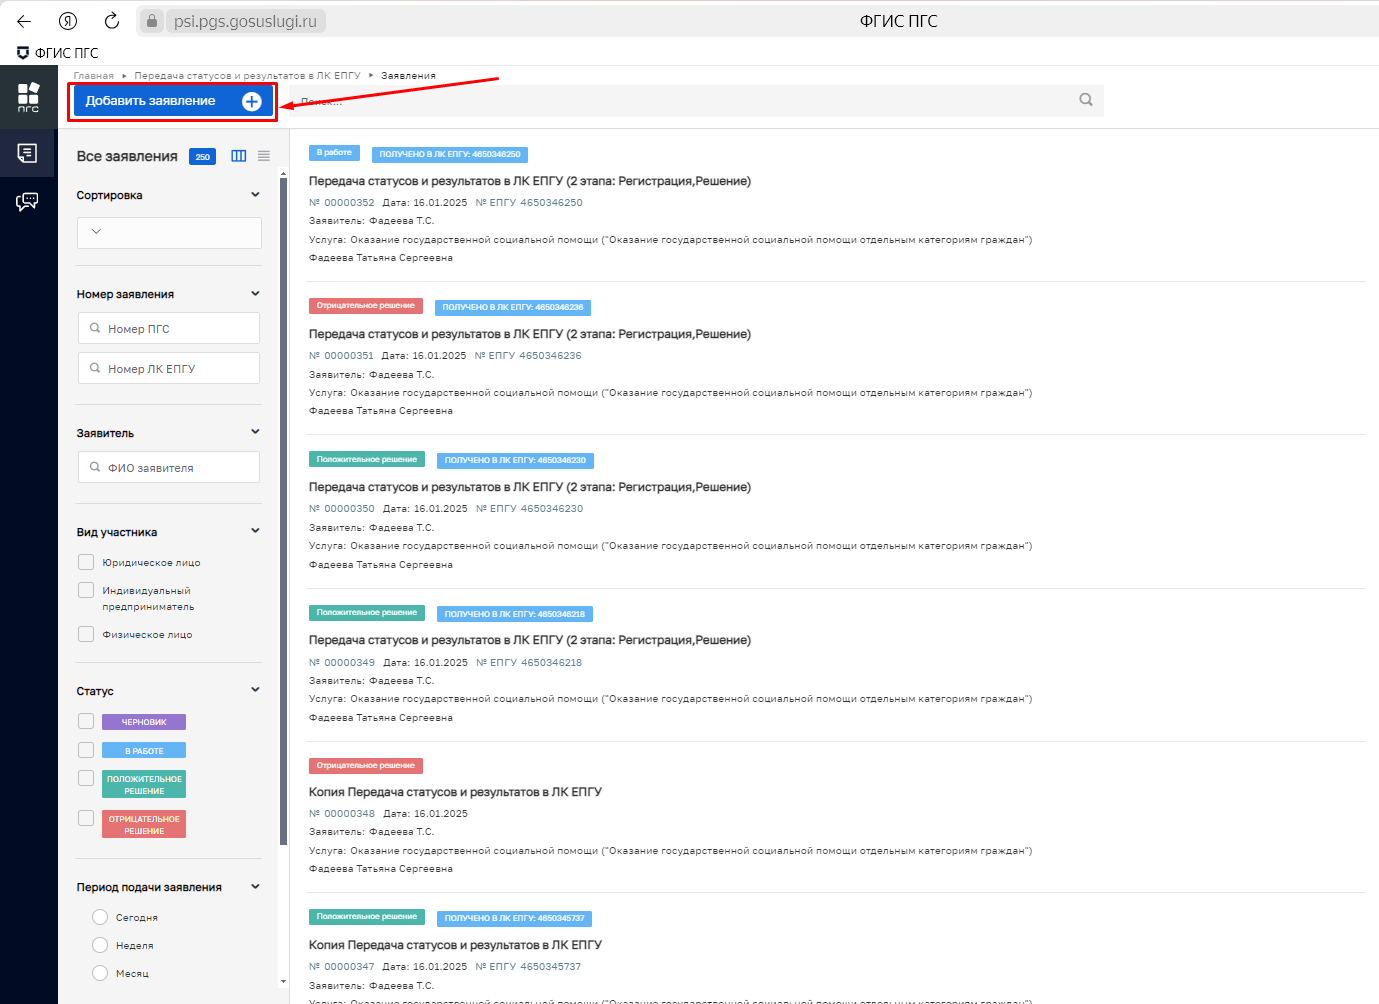 psi.pgs.gosuslugi.ru
ФГИС ПГС
ФГИС ПГС
Главная ▸ Передача статусов и результатов в ЛК ЕПГУ ▸ Заявления
ПГС
Добавить заявление
Поиск...
Все заявления 250
Сортировка
Номер заявления
Номер ПГС
Номер ЛК ЕПГУ
Заявитель
ФИО заявителя
Вид участника
Юридическое лицо
Индивидуальный
предприниматель
Физическое лицо
Статус
ЧЕРНОВИК
В РАБОТЕ
ПОЛОЖИТЕЛЬНОЕ
РЕШЕНИЕ
ОТРИЦАТЕЛЬНОЕ
РЕШЕНИЕ
Период подачи заявления
Сегодня
Неделя
Месяц
В работе ПОЛУЧЕНО В ЛК ЕПГУ: 4650346250
Передача статусов и результатов в ЛК ЕПГУ (2 этапа: Регистрация,Решение)
№ 00000352 Дата: 16.01.2025 № ЕПГУ 4650346250
Заявитель: Фадеева Т.С.
Услуга: Оказание государственной социальной помощи ("Оказание государственной социальной помощи отдельным категориям граждан")
Фадеева Татьяна Сергеевна
Отрицательное решение ПОЛУЧЕНО В ЛК ЕПГУ: 4650346236
Передача статусов и результатов в ЛК ЕПГУ (2 этапа: Регистрация,Решение)
№ 00000351 Дата: 16.01.2025 № ЕПГУ 4650346236
Заявитель: Фадеева Т.С.
Услуга: Оказание государственной социальной помощи ("Оказание государственной социальной помощи отдельным категориям граждан")
Фадеева Татьяна Сергеевна
Положительное решение ПОЛУЧЕНО В ЛК ЕПГУ: 4650346230
Передача статусов и результатов в ЛК ЕПГУ (2 этапа: Регистрация,Решение)
№ 00000350 Дата: 16.01.2025 № ЕПГУ 4650346230
Заявитель: Фадеева Т.С.
Услуга: Оказание государственной социальной помощи ("Оказание государственной социальной помощи отдельным категориям граждан")
Фадеева Татьяна Сергеевна
Положительное решение ПОЛУЧЕНО В ЛК ЕПГУ: 4650346218
Передача статусов и результатов в ЛК ЕПГУ (2 этапа: Регистрация,Решение)
№ 00000349 Дата: 16.01.2025 № ЕПГУ 4650346218
Заявитель: Фадеева Т.С.
Услуга: Оказание государственной социальной помощи ("Оказание государственной социальной помощи отдельным категориям граждан")
Фадеева Татьяна Сергеевна
Отрицательное решение
Копия Передача статусов и результатов в ЛК ЕПГУ
№ 00000348 Дата: 16.01.2025
Заявитель: Фадеева Т.С.
Услуга: Оказание государственной социальной помощи ("Оказание государственной социальной помощи отдельным категориям граждан")
Фадеева Татьяна Сергеевна
Положительное решение ПОЛУЧЕНО В ЛК ЕПГУ: 4650345737
Копия Передача статусов и результатов в ЛК ЕПГУ
№ 00000347 Дата: 16.01.2025 № ЕПГУ 4650345737
Заявитель: Фадеева Т.С.
Услуга: Оказание государственной социальной помощи ("Оказание государственной социальной помощи отдельным категориям граждан")